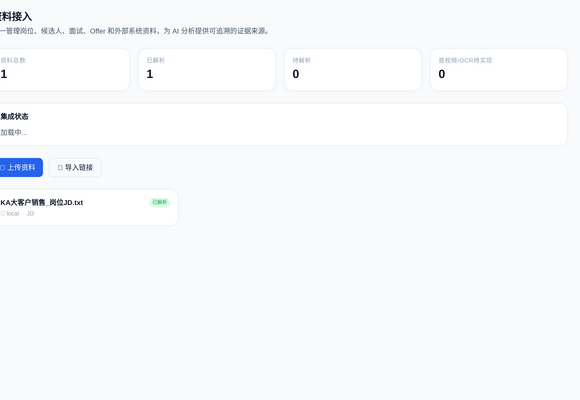 资料接入
一管理岗位、候选人、面试、Offer 和外部系统资料，为 AI 分析提供可追溯的证据来源。
资料总数
1
已解析
1
待解析
0
音视频/OCR待实现
0
集成状态
加载中...
上传资料
导入链接
KA大客户销售_岗位JD.txt
已解析
local · JD